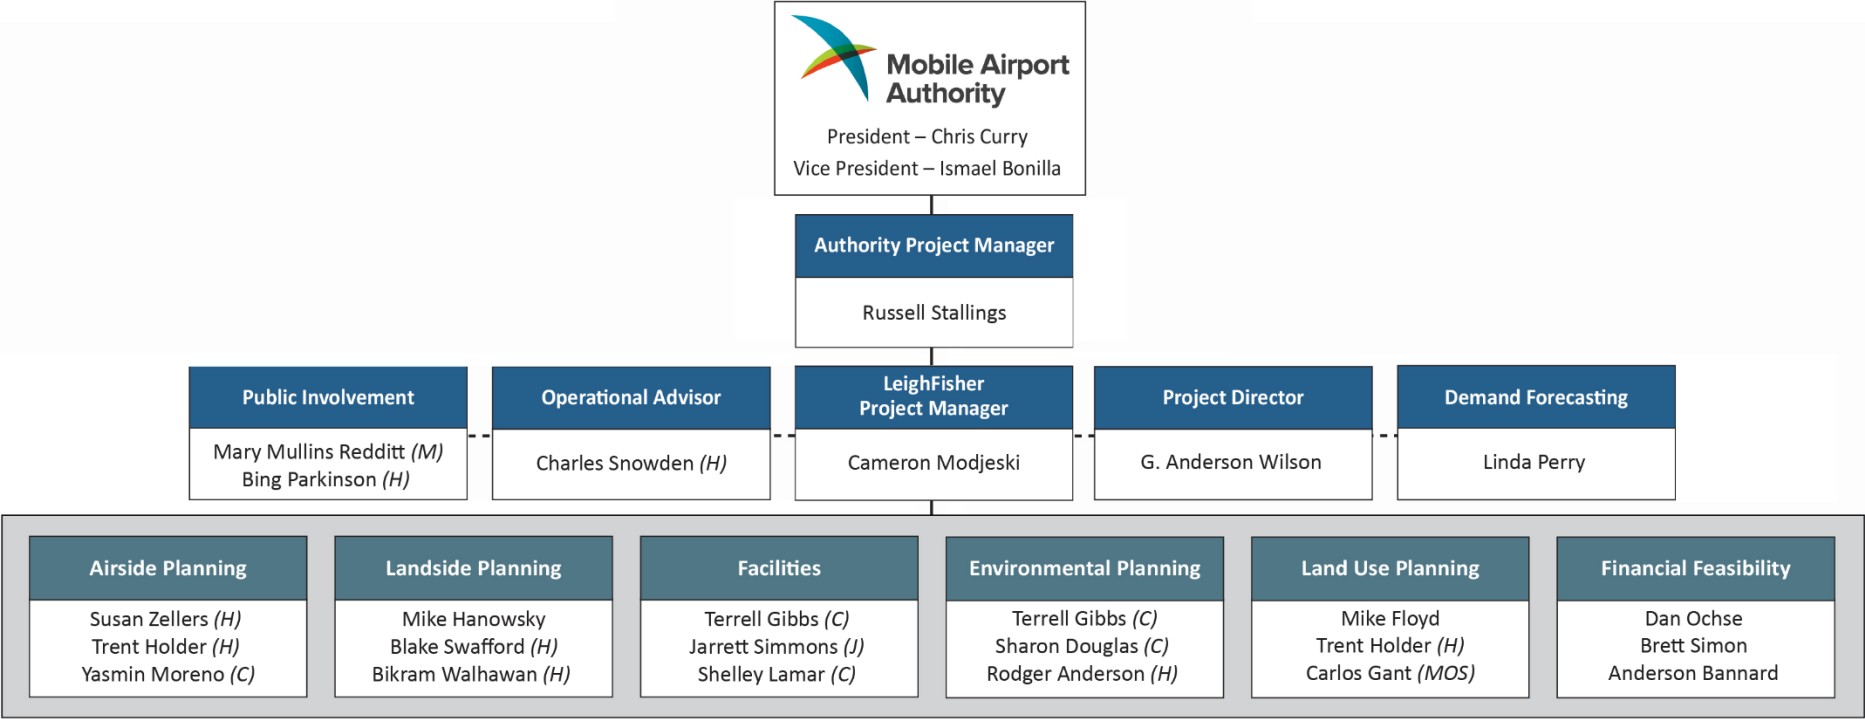 Mobile Airport
Authority
President – Chris Curry
Vice President – Ismael Bonilla
Authority Project Manager
Russell Stallings
Public Involvement
Mary Mullins Redditt (M)
Bing Parkinson (H)
Operational Advisor
Charles Snowden (H)
LeighFisher
Project Manager
Cameron Modjeski
Project Director
G. Anderson Wilson
Demand Forecasting
Linda Perry
Airside Planning
Susan Zellers (H)
Trent Holder (H)
Yasmin Moreno (C)
Landside Planning
Mike Hanowsky
Blake Swafford (H)
Bikram Walhawan (H)
Facilities
Terrell Gibbs (C)
Jarrett Simmons (J)
Shelley Lamar (C)
Environmental Planning
Terrell Gibbs (C)
Sharon Douglas (C)
Rodger Anderson (H)
Land Use Planning
Mike Floyd
Trent Holder (H)
Carlos Gant (MOS)
Financial Feasibility
Dan Ochse
Brett Simon
Anderson Bannard